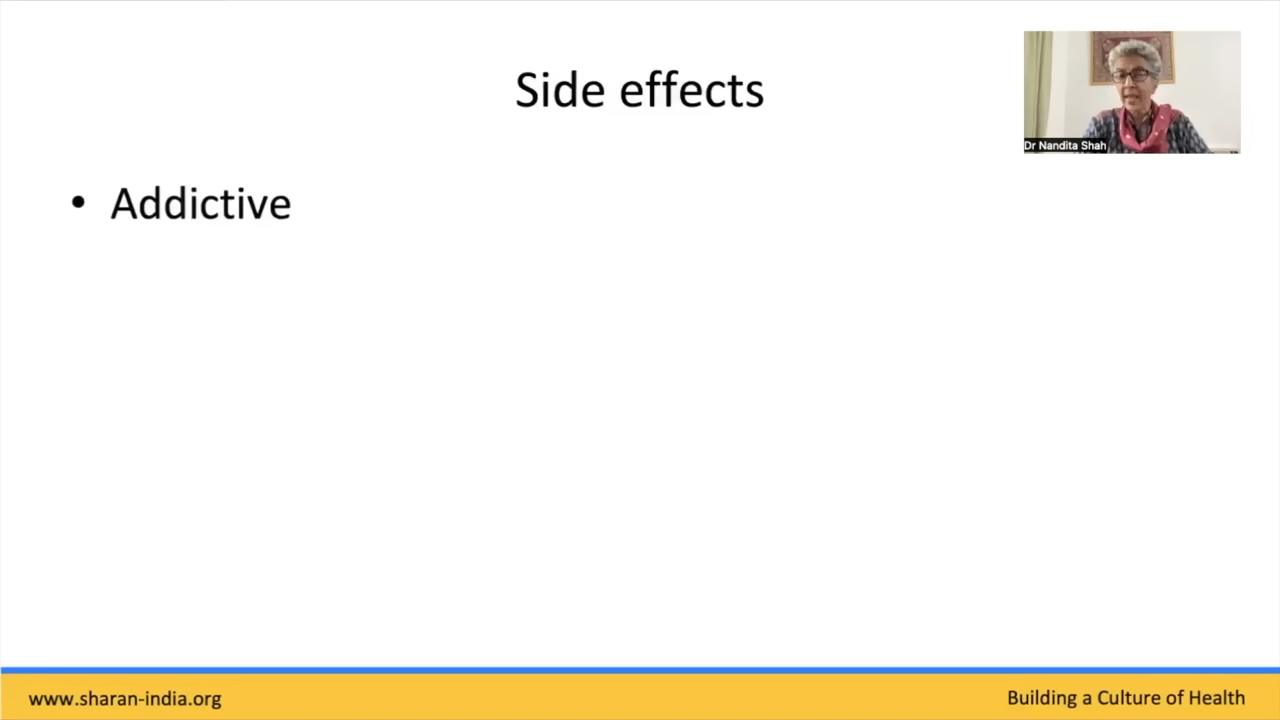 Side effects
Dr Nandita Shah
• Addictive
www.sharan-india.org
Building a Culture of Health